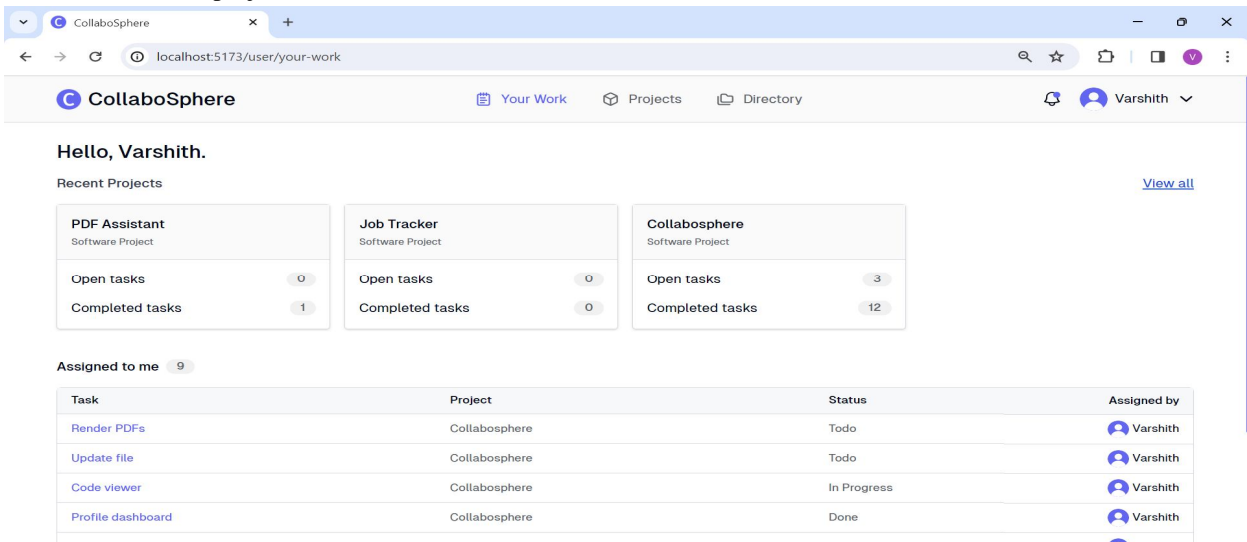 CollaboSphere
localhost:5173/user/your-work
V
CollaboSphere
Your Work
Projects
Directory
Varshith
Hello, Varshith.
Recent Projects
View all
PDF Assistant
Software Project
Open tasks 0
Completed tasks 1
Job Tracker
Software Project
Open tasks 0
Completed tasks 0
Collabosphere
Software Project
Open tasks 3
Completed tasks 12
Assigned to me 9
Task Project Status Assigned by
Render PDFs Collabosphere Todo Varshith
Update file Collabosphere Todo Varshith
Code viewer Collabosphere In Progress Varshith
Profile dashboard Collabosphere Done Varshith